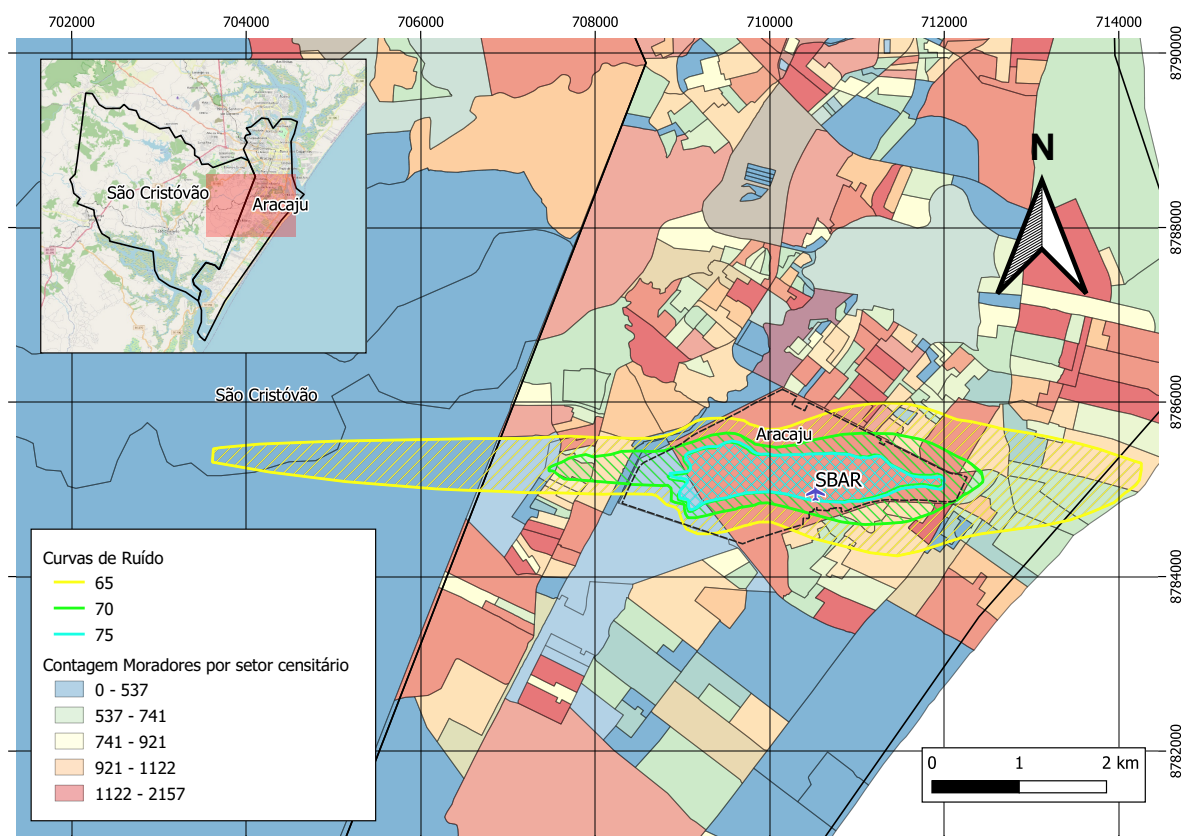 702000
704000
706000
708000
710000
712000
714000
8790000
8788000
8786000
8784000
8782000
São Cristóvão
Aracaju
N
São Cristóvão
Aracaju
SBAR
Curvas de Ruído
65
70
75
Contagem Moradores por setor censitário
0 - 537
537 - 741
741 - 921
921 - 1122
1122 - 2157
0 1 2 km